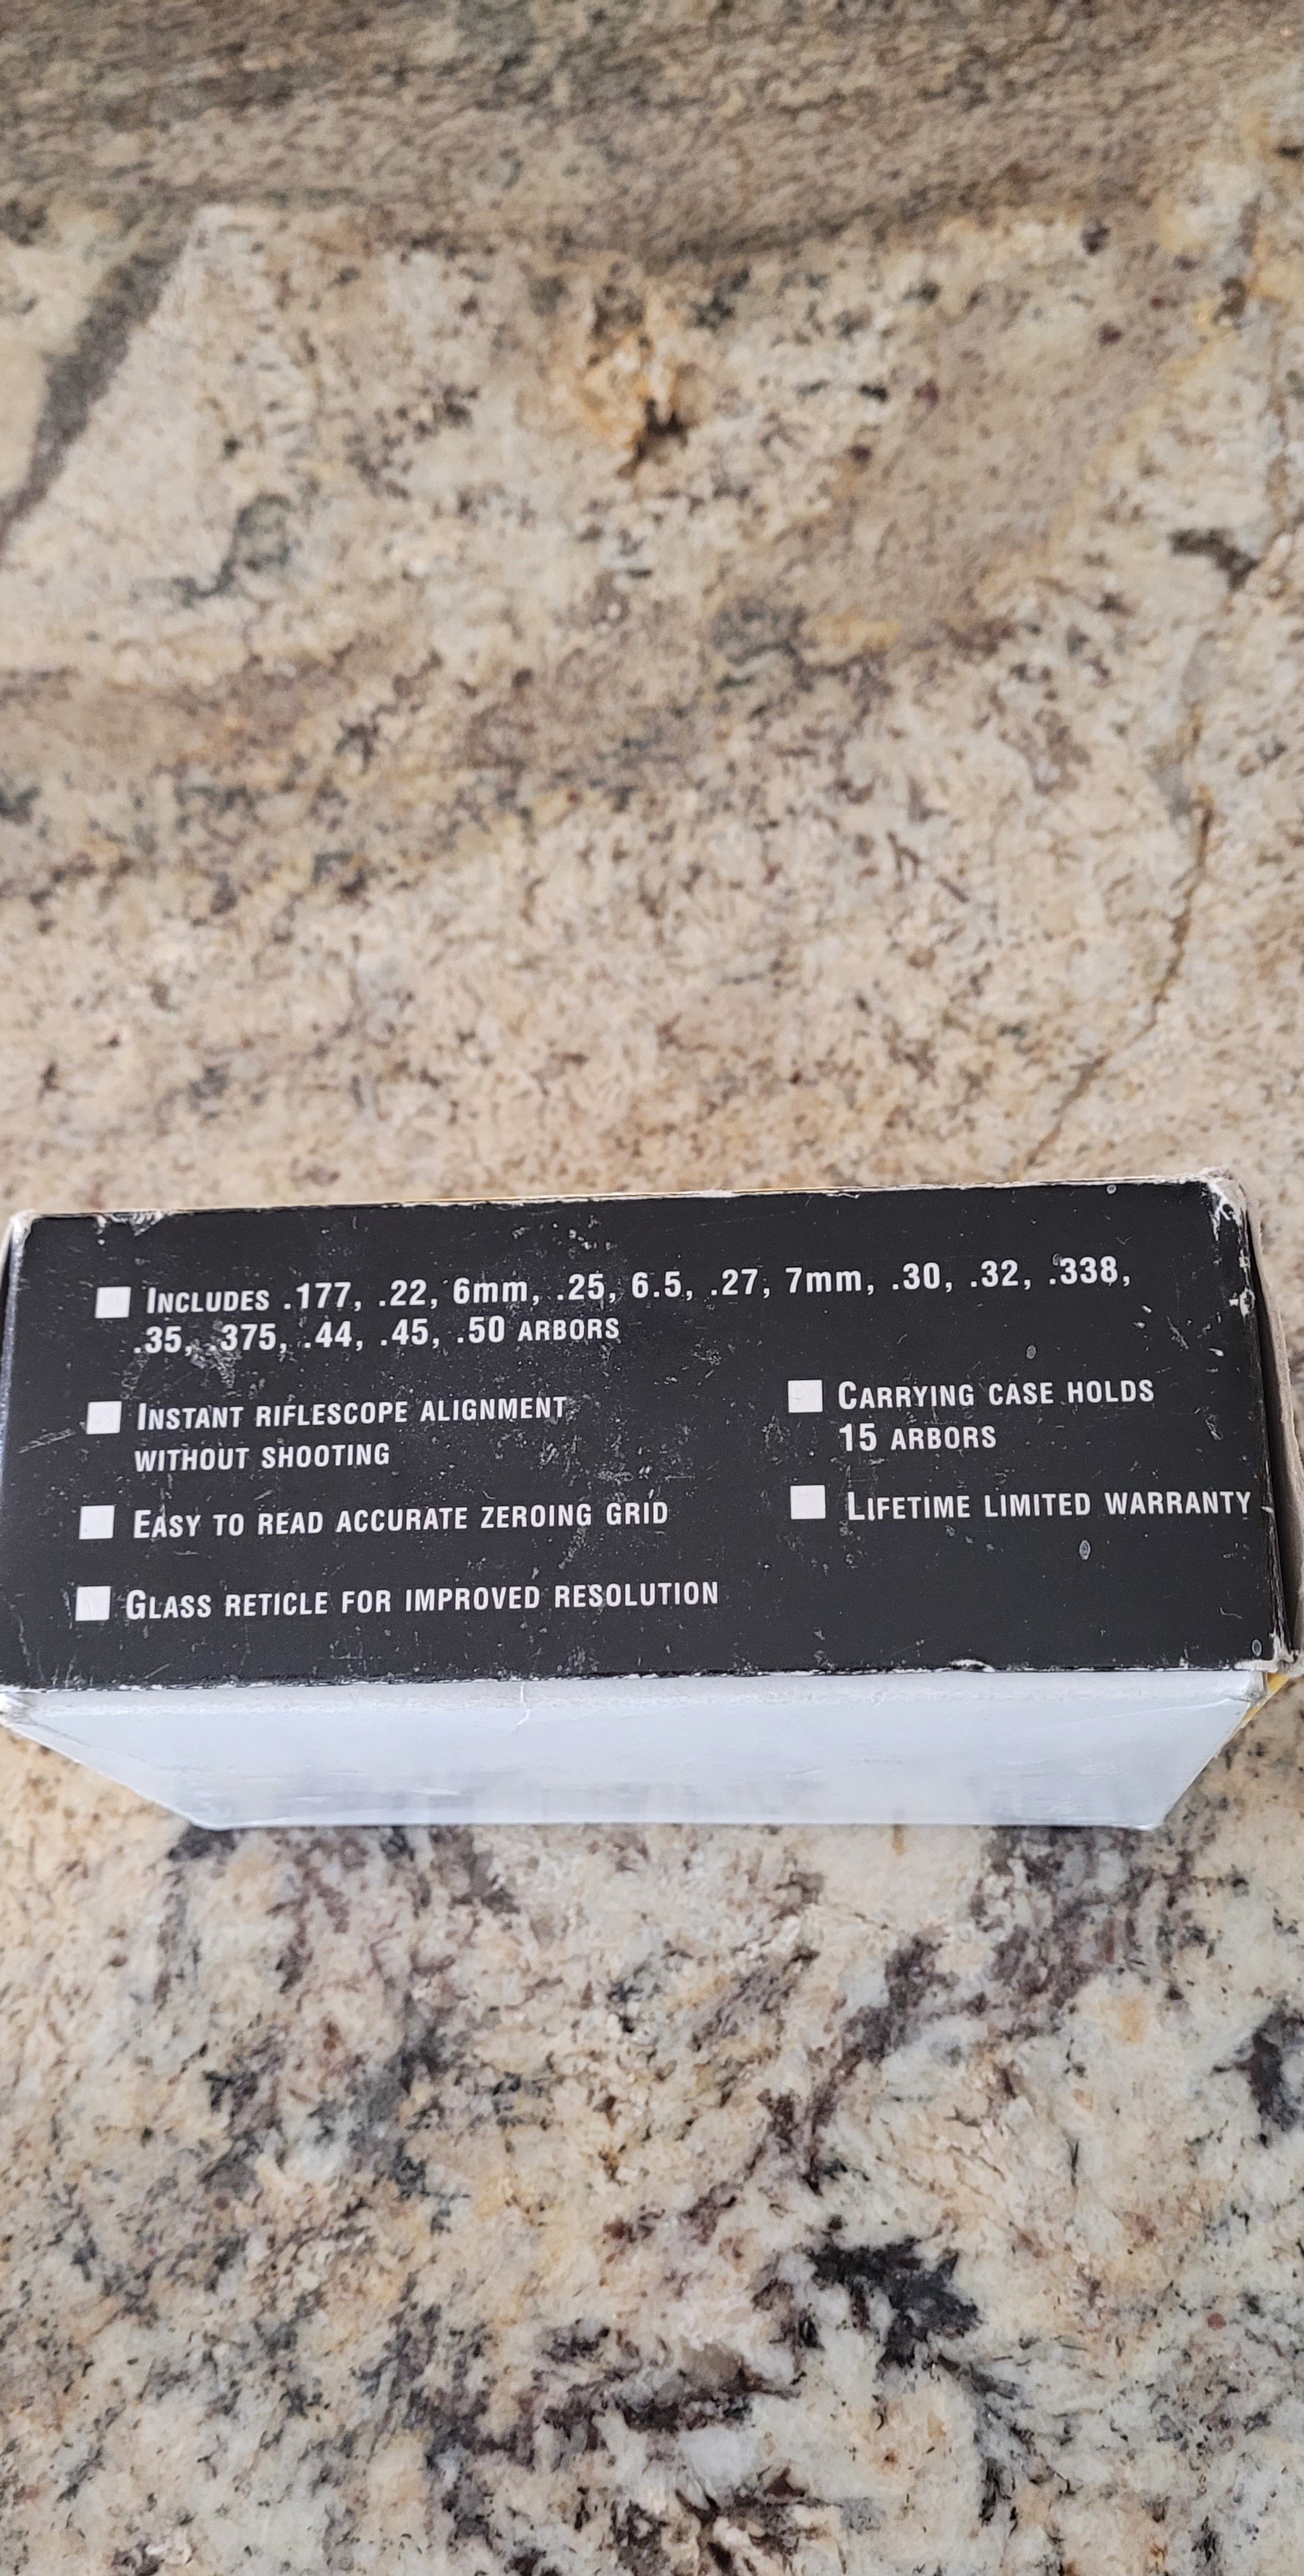 INCLUDES .177, .22, 6mm, .25, 6.5, .27, 7mm, .30, .32, .338,
.35, .375, .44, .45, .50 ARBORS
INSTANT RIFLESCOPE ALIGNMENT
WITHOUT SHOOTING
EASY TO READ ACCURATE ZEROING GRID
GLASS RETICLE FOR IMPROVED RESOLUTION
CARRYING CASE HOLDS
15 ARBORS
LIFETIME LIMITED WARRANTY